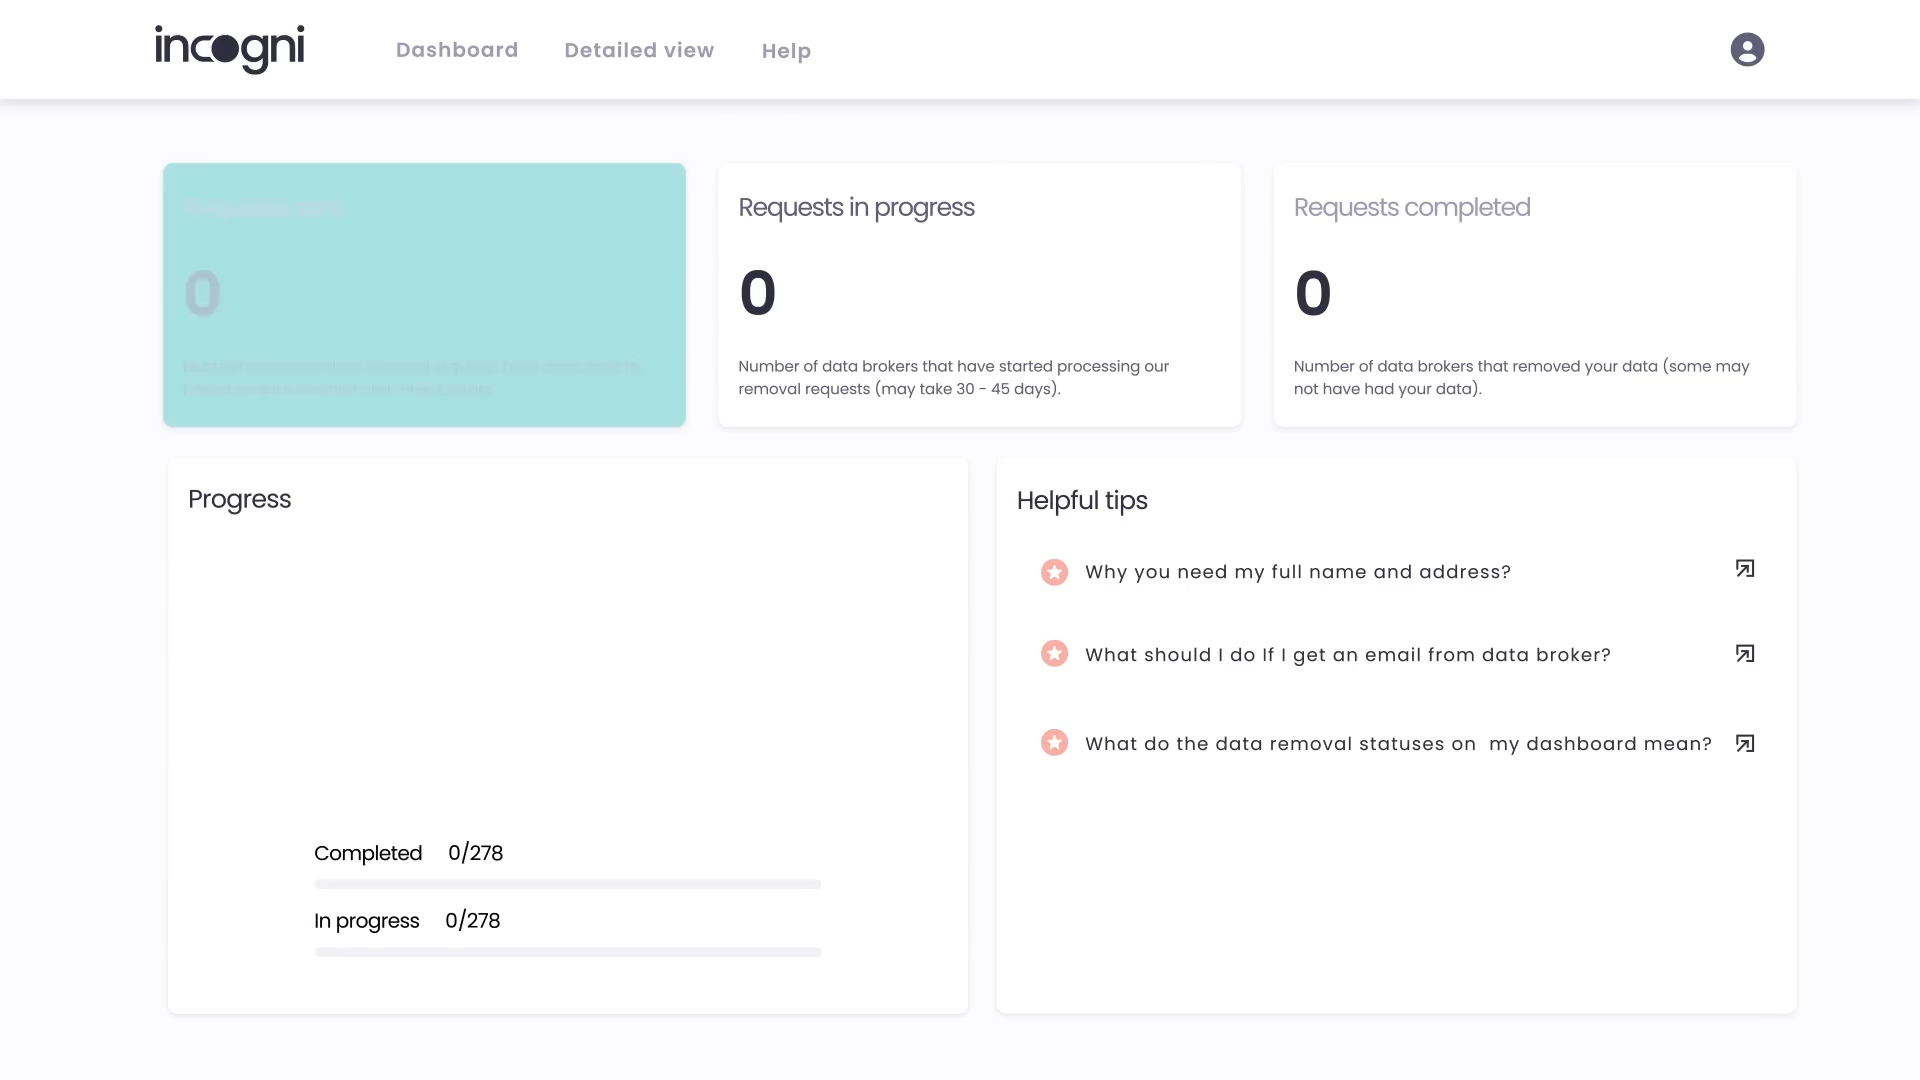 incogni
Dashboard
Detailed view
Help
0
Requests in progress
0
Number of data brokers that have started processing our
removal requests (may take 30 - 45 days).
Requests completed
0
Number of data brokers that removed your data (some may
not have had your data).
Progress
Completed 0/278
In progress 0/278
Helpful tips
Why you need my full name and address?
What should I do If I get an email from data broker?
What do the data removal statuses on my dashboard mean?